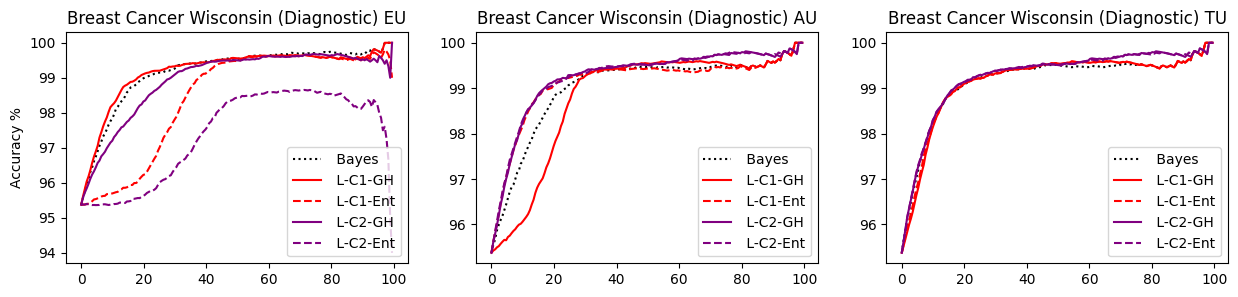 Breast Cancer Wisconsin (Diagnostic) EU
Accuracy %
100
99
98
97
96
95
94
0
20
40
60
80
100
Bayes
L-C1-GH
L-C1-Ent
L-C2-GH
L-C2-Ent
Breast Cancer Wisconsin (Diagnostic) AU
100
99
98
97
96
0
20
40
60
80
100
Bayes
L-C1-GH
L-C1-Ent
L-C2-GH
L-C2-Ent
Breast Cancer Wisconsin (Diagnostic) TU
100
99
98
97
96
0
20
40
60
80
100
Bayes
L-C1-GH
L-C1-Ent
L-C2-GH
L-C2-Ent